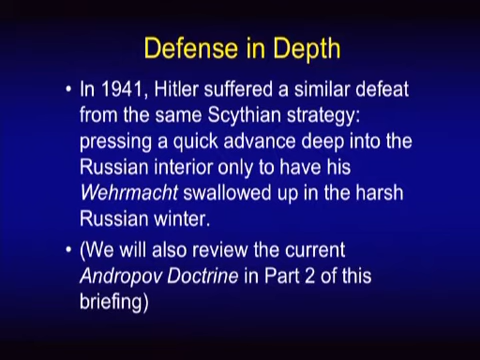 Defense in Depth
• In 1941, Hitler suffered a similar defeat
from the same Scythian strategy:
pressing a quick advance deep into the
Russian interior only to have his
Wehrmacht swallowed up in the harsh
Russian winter.
• (We will also review the current
Andropov Doctrine in Part 2 of this
briefing)